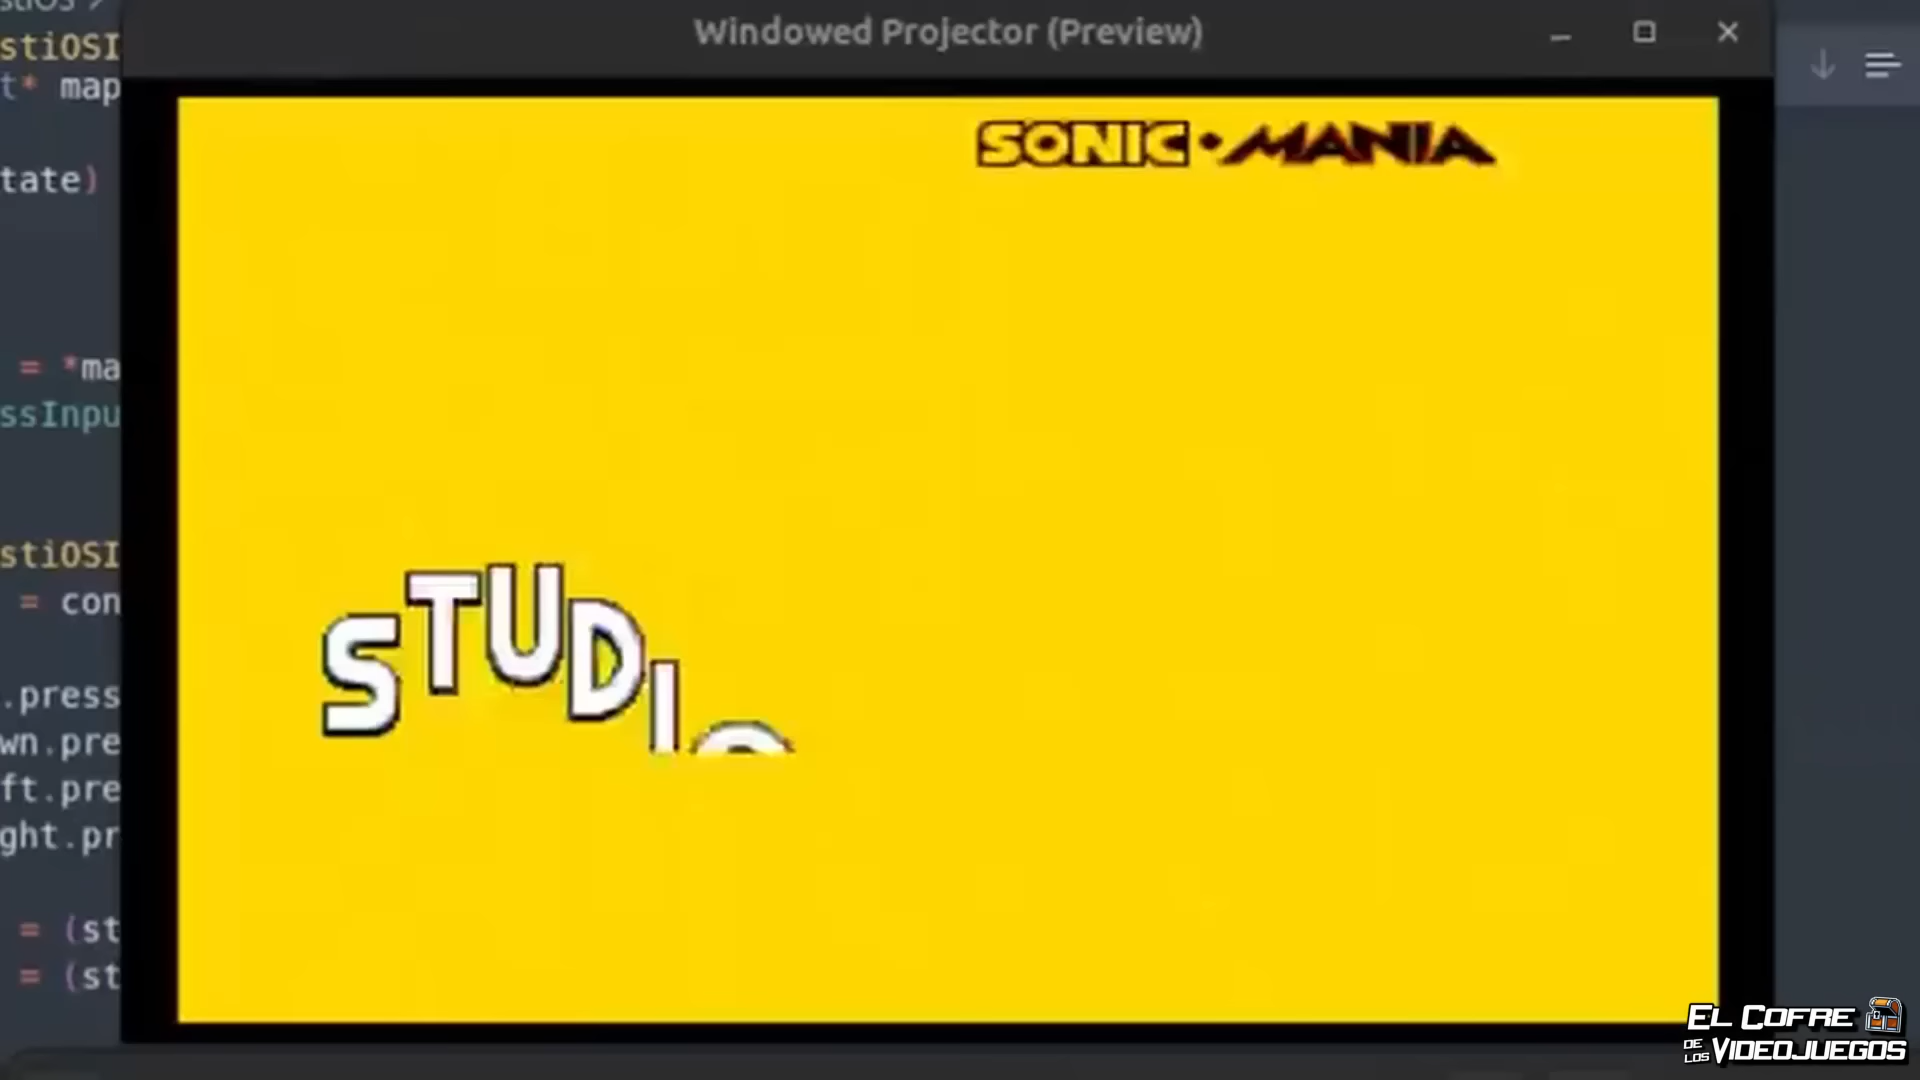 Windowed Projector (Preview)
stiOSI
t* map
tate)
= *ma
ssInpu
stiOSI
= con
.press
wn.pre
ft.pre
ght.pr
= (st
= (st
SONIC•MANIA
STUDIO
EL COFRE
DE LOS VIDEOJUEGOS